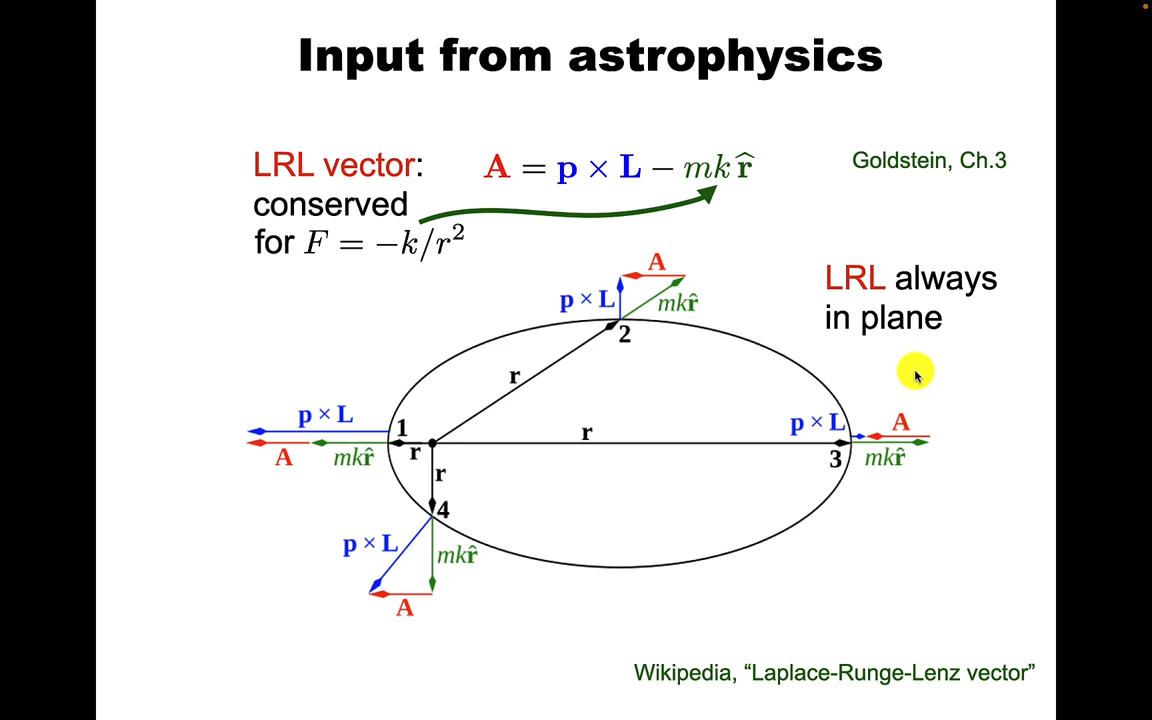 Input from astrophysics
LRL vector: A = p × L − mk r̂
Goldstein, Ch.3
conserved
for F = −k/r²
LRL always
in plane
A
p × L
mkr̂
2
r
p × L
1
r
p × L
A
A
mkr̂
r
3
mkr̂
r
4
p × L
mkr̂
A
Wikipedia, “Laplace-Runge-Lenz vector”